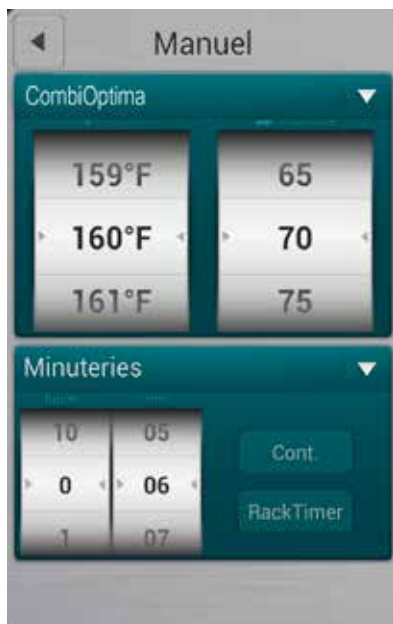 Manuel
CombiOptima
159°F 65
160°F 70
161°F 75
Minuteries
10 05
0 06 Cont.
1 07 RackTimer